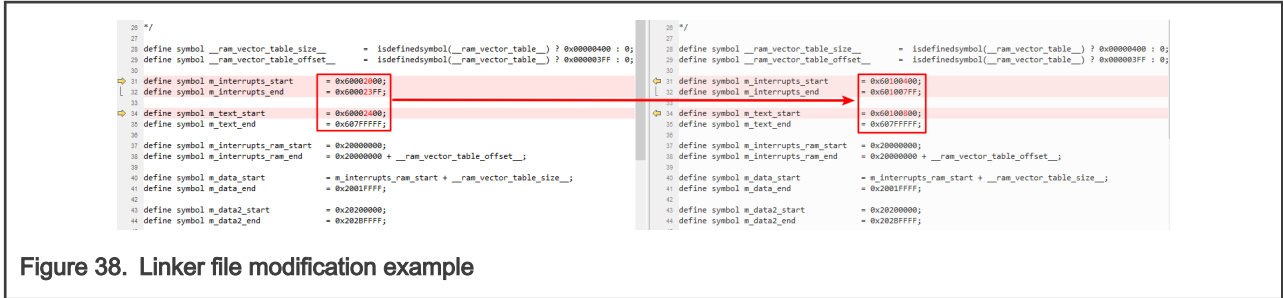 26 */
27
28 define symbol __ram_vector_table_size__ = isdefinedsymbol(__ram_vector_table__) ? 0x00000400 : 0;
29 define symbol __ram_vector_table_offset__ = isdefinedsymbol(__ram_vector_table__) ? 0x000003FF : 0;
30
31 define symbol m_interrupts_start = 0x60002000;
32 define symbol m_interrupts_end = 0x600023FF;
33
34 define symbol m_text_start = 0x60002400;
35 define symbol m_text_end = 0x607FFFFF;
36
37 define symbol m_interrupts_ram_start = 0x20000000;
38 define symbol m_interrupts_ram_end = 0x20000000 + __ram_vector_table_offset__;
39
40 define symbol m_data_start = m_interrupts_ram_start + __ram_vector_table_size__;
41 define symbol m_data_end = 0x2001FFFF;
42
43 define symbol m_data2_start = 0x20200000;
44 define symbol m_data2_end = 0x202BFFFF;
26 */
27
28 define symbol __ram_vector_table_size__ = isdefinedsymbol(__ram_vector_table__) ? 0x00000400 : 0;
29 define symbol __ram_vector_table_offset__ = isdefinedsymbol(__ram_vector_table__) ? 0x000003FF : 0;
30
31 define symbol m_interrupts_start = 0x60100400;
32 define symbol m_interrupts_end = 0x601007FF;
33
34 define symbol m_text_start = 0x60100800;
35 define symbol m_text_end = 0x607FFFFF;
36
37 define symbol m_interrupts_ram_start = 0x20000000;
38 define symbol m_interrupts_ram_end = 0x20000000 + __ram_vector_table_offset__;
39
40 define symbol m_data_start = m_interrupts_ram_start + __ram_vector_table_size__;
41 define symbol m_data_end = 0x2001FFFF;
42
43 define symbol m_data2_start = 0x20200000;
44 define symbol m_data2_end = 0x202BFFFF;
Figure 38. Linker file modification example